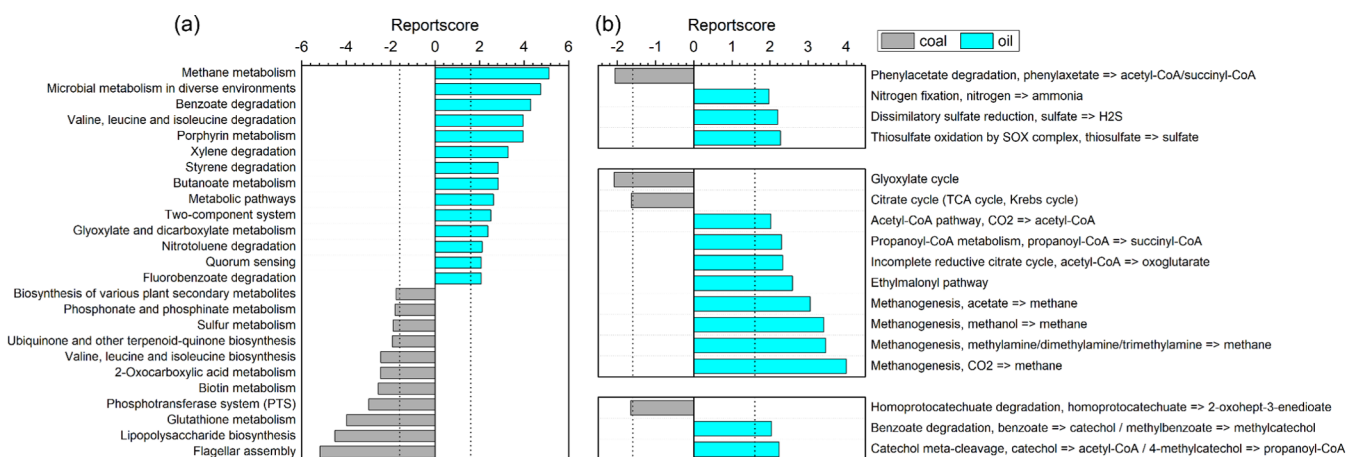 (a)
Reportscore
-6 -4 -2 0 2 4 6
Methane metabolism
Microbial metabolism in diverse environments
Benzoate degradation
Valine, leucine and isoleucine degradation
Porphyrin metabolism
Xylene degradation
Styrene degradation
Butanoate metabolism
Metabolic pathways
Two-component system
Glyoxylate and dicarboxylate metabolism
Nitrotoluene degradation
Quorum sensing
Fluorobenzoate degradation
Biosynthesis of various plant secondary metabolites
Phosphonate and phosphinate metabolism
Sulfur metabolism
Ubiquinone and other terpenoid-quinone biosynthesis
Valine, leucine and isoleucine biosynthesis
2-Oxocarboxylic acid metabolism
Biotin metabolism
Phosphotransferase system (PTS)
Glutathione metabolism
Lipopolysaccharide biosynthesis
Flagellar assembly
(b)
Reportscore
-2 -1 0 1 2 3 4
coal oil
Phenylacetate degradation, phenylaxetate => acetyl-CoA/succinyl-CoA
Nitrogen fixation, nitrogen => ammonia
Dissimilatory sulfate reduction, sulfate => H2S
Thiosulfate oxidation by SOX complex, thiosulfate => sulfate
Glyoxylate cycle
Citrate cycle (TCA cycle, Krebs cycle)
Acetyl-CoA pathway, CO2 => acetyl-CoA
Propanoyl-CoA metabolism, propanoyl-CoA => succinyl-CoA
Incomplete reductive citrate cycle, acetyl-CoA => oxoglutarate
Ethylmalonyl pathway
Methanogenesis, acetate => methane
Methanogenesis, methanol => methane
Methanogenesis, methylamine/dimethylamine/trimethylamine => methane
Methanogenesis, CO2 => methane
Homoprotocatechuate degradation, homoprotocatechuate => 2-oxohept-3-enedioate
Benzoate degradation, benzoate => catechol / methylbenzoate => methylcatechol
Catechol meta-cleavage, catechol => acetyl-CoA / 4-methylcatechol => propanoyl-CoA